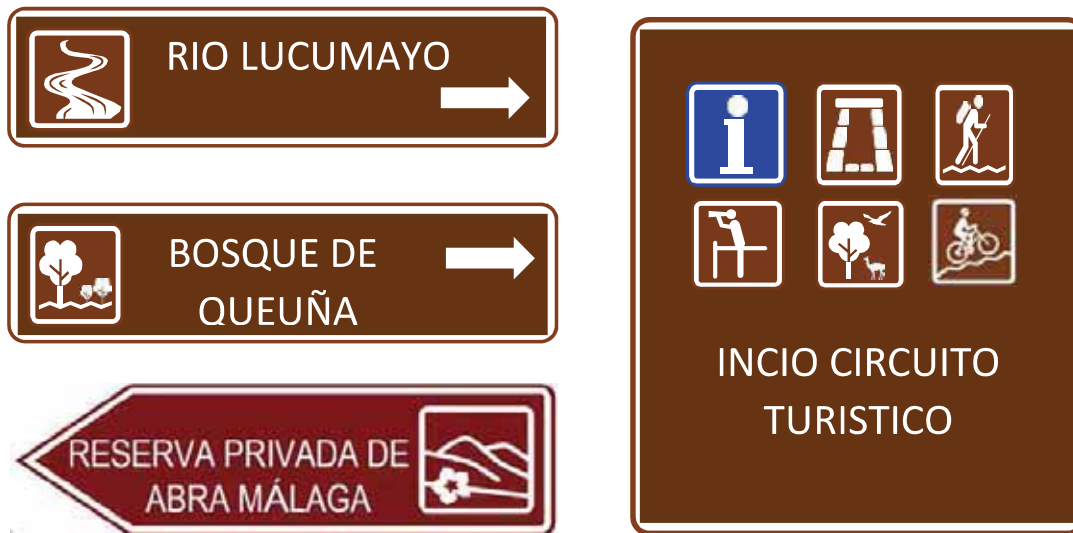 RIO LUCUMAYO
BOSQUE DE
QUEUÑA
RESERVA PRIVADA DE
ABRA MÁLAGA
i
INCIO CIRCUITO
TURISTICO